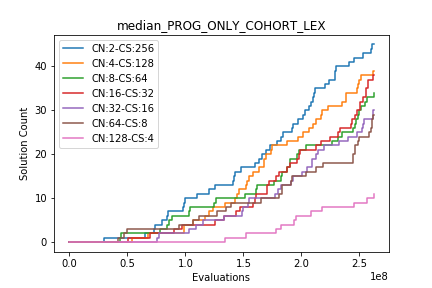 median_PROG_ONLY_COHORT_LEX
CN:2-CS:256
CN:4-CS:128
CN:8-CS:64
CN:16-CS:32
CN:32-CS:16
CN:64-CS:8
CN:128-CS:4
Solution Count
40
30
20
10
0
0.0 0.5 1.0 1.5 2.0 2.5
1e8
Evaluations